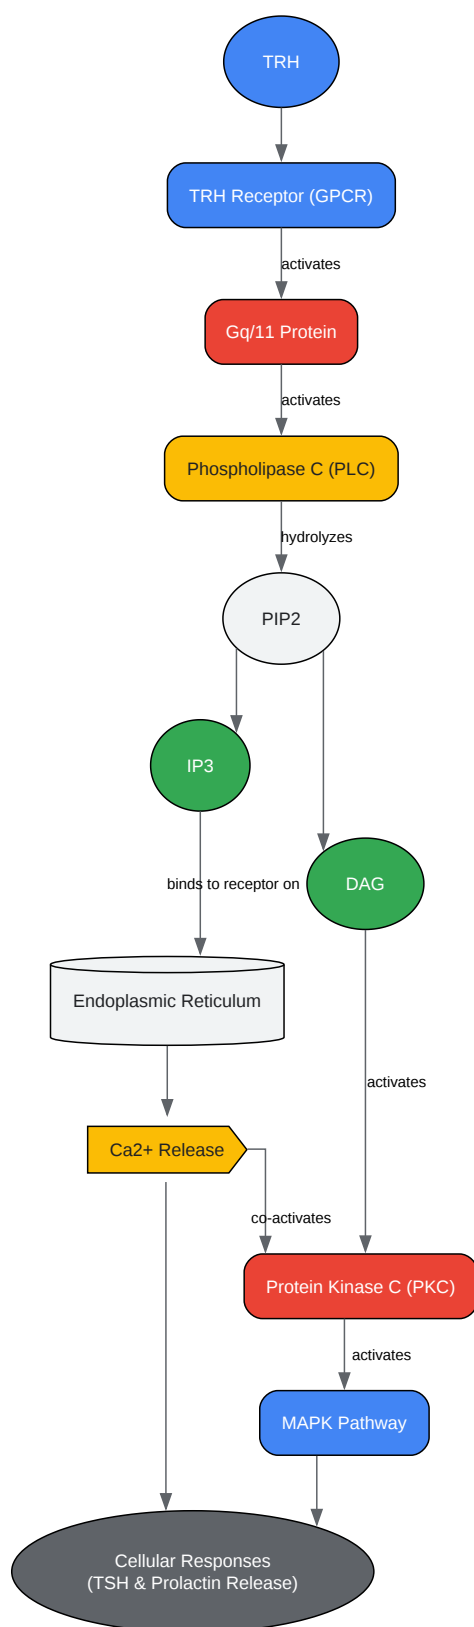 TRH
TRH Receptor (GPCR)
activates
Gq/11 Protein
activates
Phospholipase C (PLC)
hydrolyzes
PIP2
IP3
binds to receptor on
DAG
Endoplasmic Reticulum
activates
Ca2+ Release
co-activates
Protein Kinase C (PKC)
activates
MAPK Pathway
Cellular Responses
(TSH & Prolactin Release)